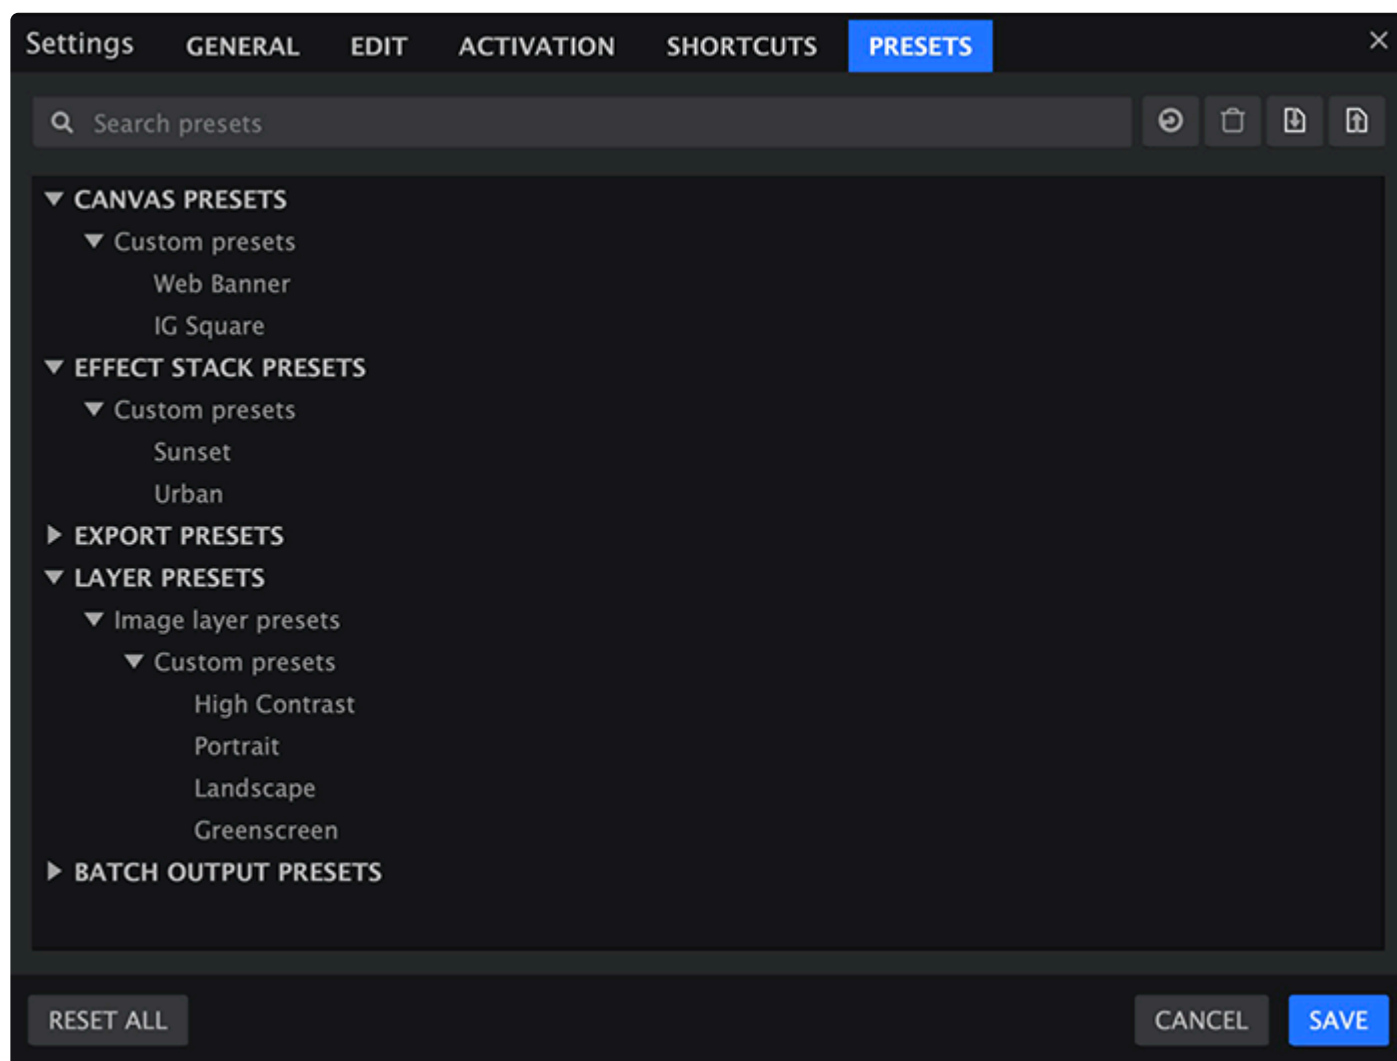 Settings GENERAL EDIT ACTIVATION SHORTCUTS PRESETS
Search presets
CANVAS PRESETS
Custom presets
Web Banner
IG Square
EFFECT STACK PRESETS
Custom presets
Sunset
Urban
EXPORT PRESETS
LAYER PRESETS
Image layer presets
Custom presets
High Contrast
Portrait
Landscape
Greenscreen
BATCH OUTPUT PRESETS
RESET ALL CANCEL SAVE